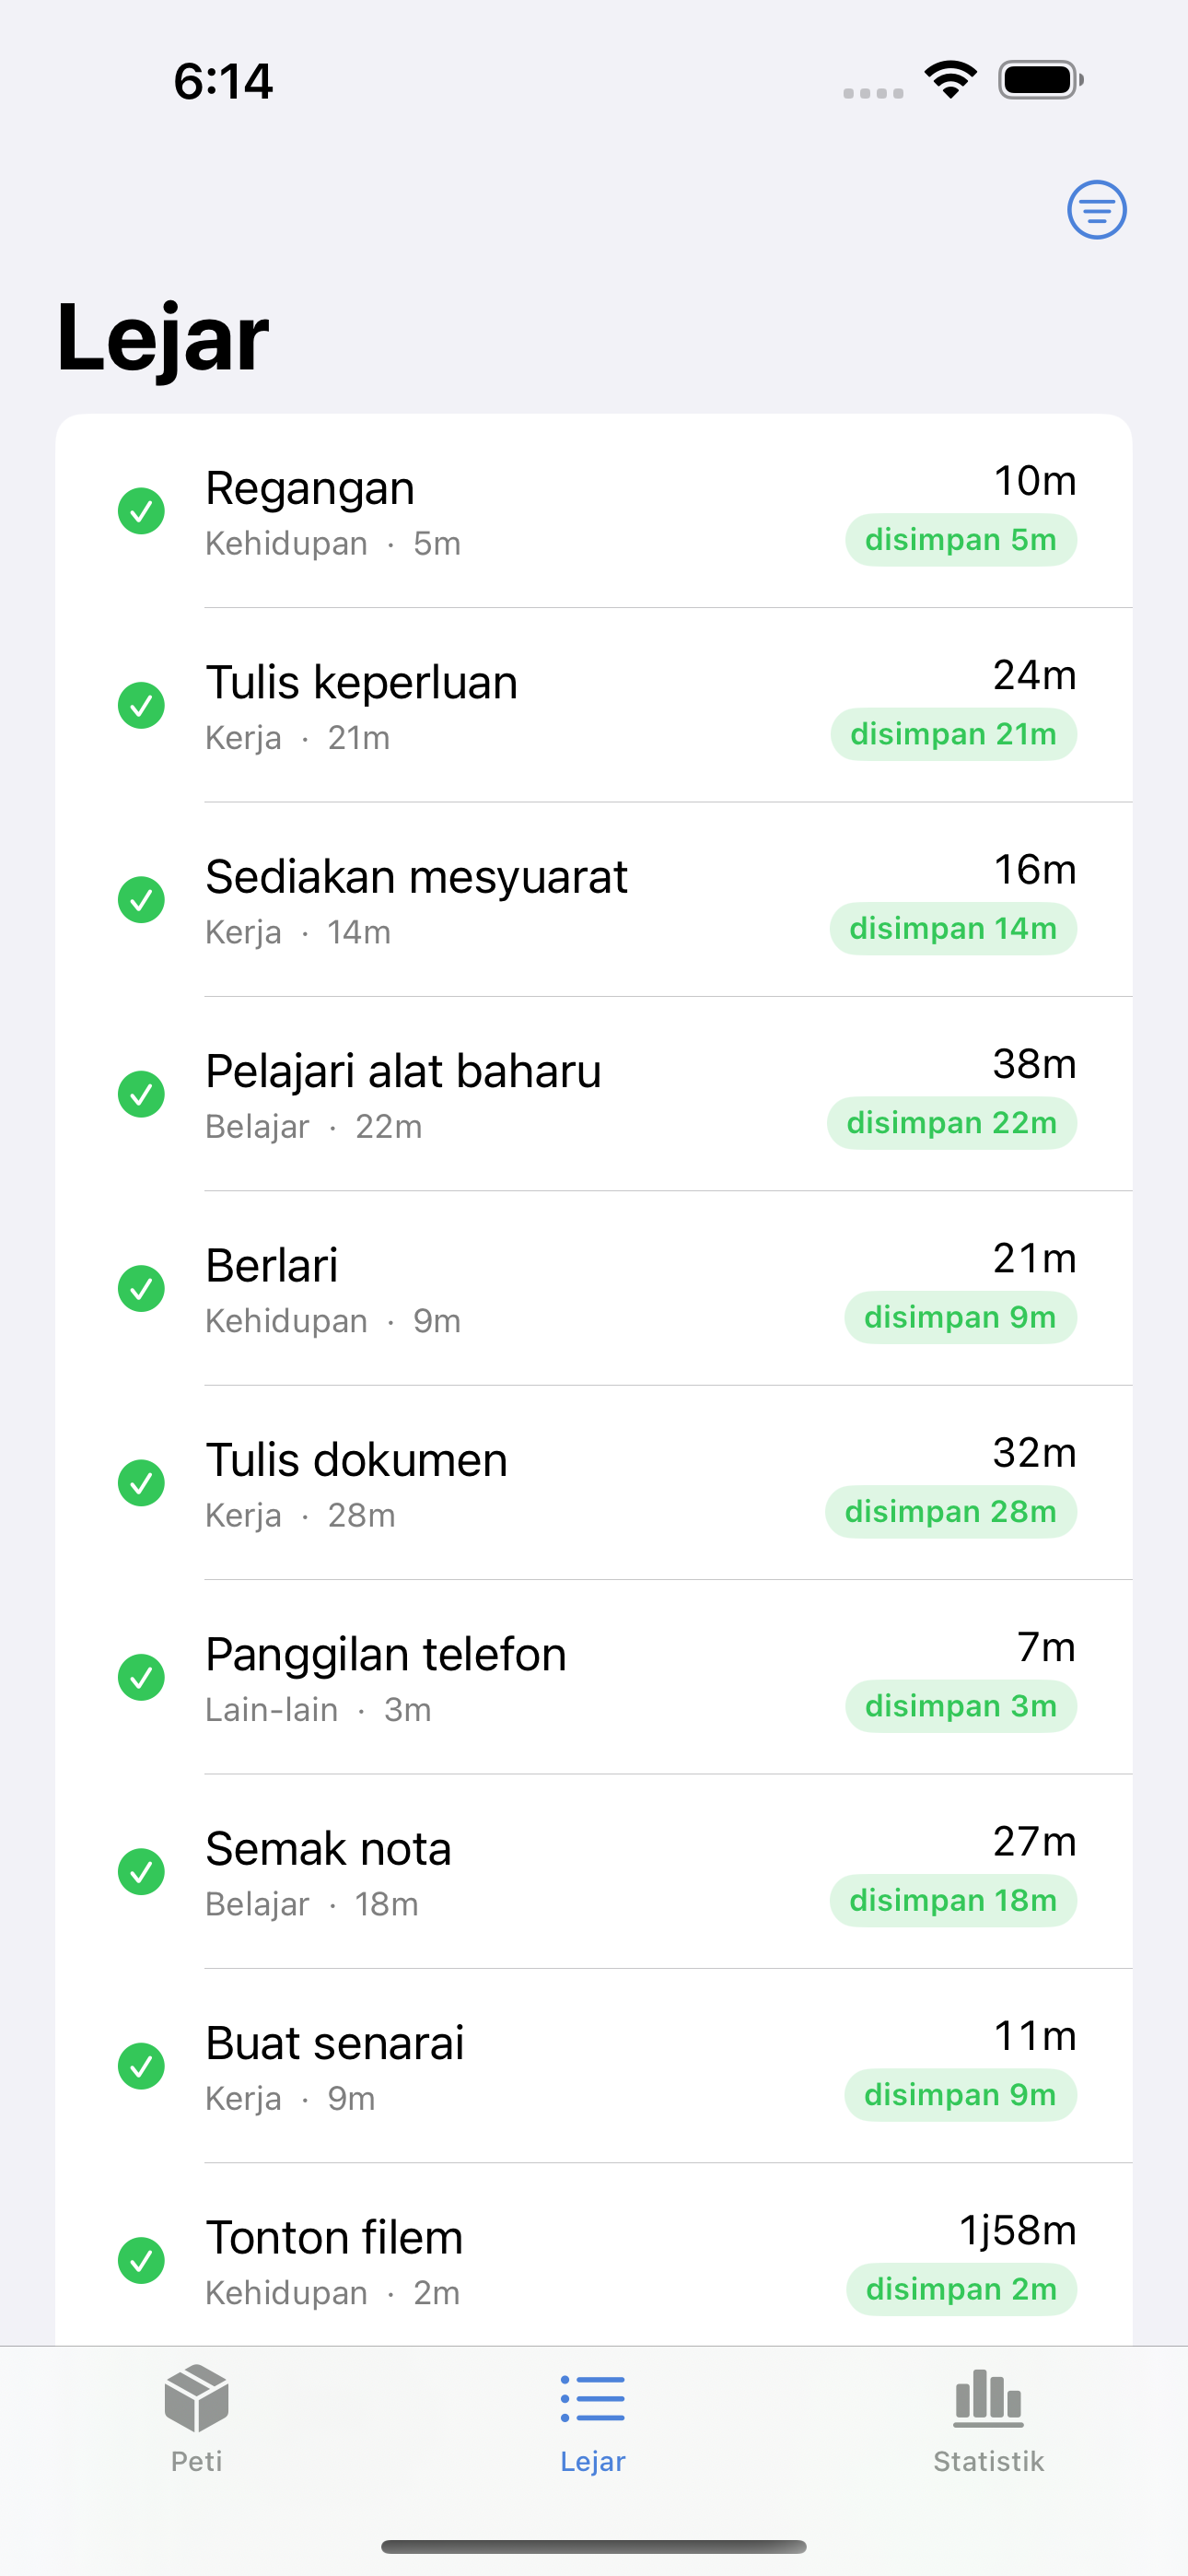 6:14
Lejar
Regangan
10m
Kehidupan · 5m
disimpan 5m
Tulis keperluan
24m
Kerja · 21m
disimpan 21m
Sediakan mesyuarat
16m
Kerja · 14m
disimpan 14m
Pelajari alat baharu
38m
Belajar · 22m
disimpan 22m
Berlari
21m
Kehidupan · 9m
disimpan 9m
Tulis dokumen
32m
Kerja · 28m
disimpan 28m
Panggilan telefon
7m
Lain-lain · 3m
disimpan 3m
Semak nota
27m
Belajar · 18m
disimpan 18m
Buat senarai
11m
Kerja · 9m
disimpan 9m
Tonton filem
1j58m
Kehidupan · 2m
disimpan 2m
Peti
Lejar
Statistik